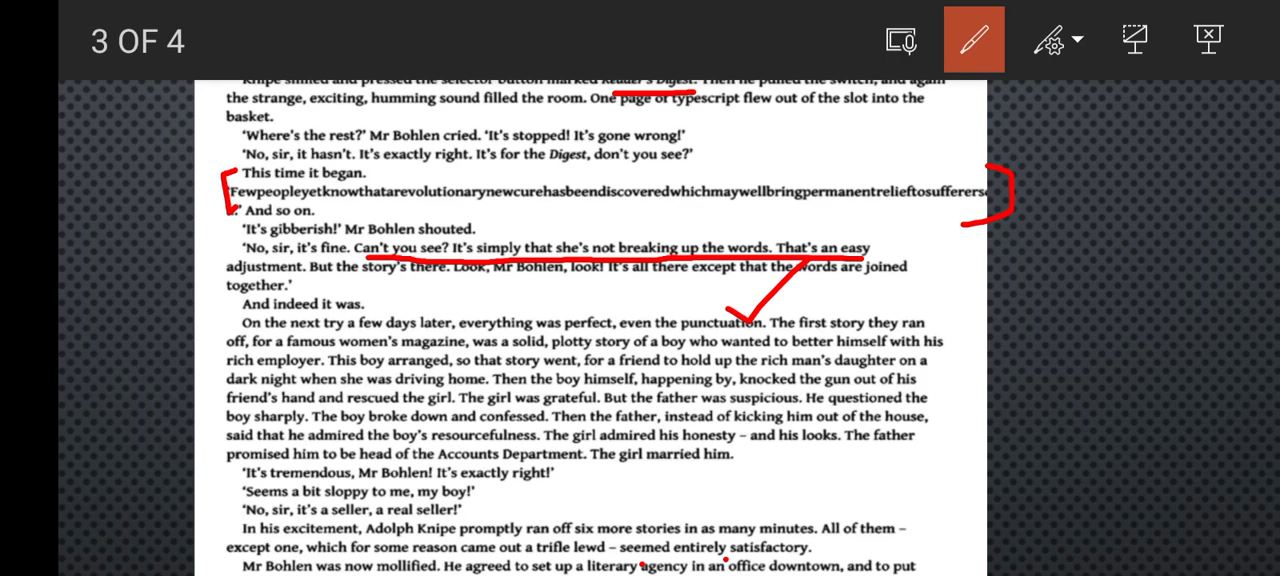 3 OF 4
Knipe shined and pressed the selector button marked Reader's Digest. Then he pulled the switch, and again
the strange, exciting, humming sound filled the room. One page of typescript flew out of the slot into the
basket.
‘Where’s the rest?’ Mr Bohlen cried. ‘It’s stopped! It’s gone wrong!’
‘No, sir, it hasn’t. It’s exactly right. It’s for the Digest, don’t you see?’
This time it began.
‘Fewpeopleyetknowthatarevolutionarynewcurehasbeendiscoveredwhichmaywellbringpermanentrelieftosufferers
.’ And so on.
‘It’s gibberish!’ Mr Bohlen shouted.
‘No, sir, it’s fine. Can’t you see? It’s simply that she’s not breaking up the words. That’s an easy
adjustment. But the story’s there. Look, Mr Bohlen, look! It’s all there except that the words are joined
together.’
And indeed it was.
On the next try a few days later, everything was perfect, even the punctuation. The first story they ran
off, for a famous women’s magazine, was a solid, plotty story of a boy who wanted to better himself with his
rich employer. This boy arranged, so that story went, for a friend to hold up the rich man’s daughter on a
dark night when she was driving home. Then the boy himself, happening by, knocked the gun out of his
friend’s hand and rescued the girl. The girl was grateful. But the father was suspicious. He questioned the
boy sharply. The boy broke down and confessed. Then the father, instead of kicking him out of the house,
said that he admired the boy’s resourcefulness. The girl admired his honesty – and his looks. The father
promised him to be head of the Accounts Department. The girl married him.
‘It’s tremendous, Mr Bohlen! It’s exactly right!’
‘Seems a bit sloppy to me, my boy!’
‘No, sir, it’s a seller, a real seller!’
In his excitement, Adolph Knipe promptly ran off six more stories in as many minutes. All of them –
except one, which for some reason came out a trifle lewd – seemed entirely satisfactory.
Mr Bohlen was now mollified. He agreed to set up a literary agency in an office downtown, and to put